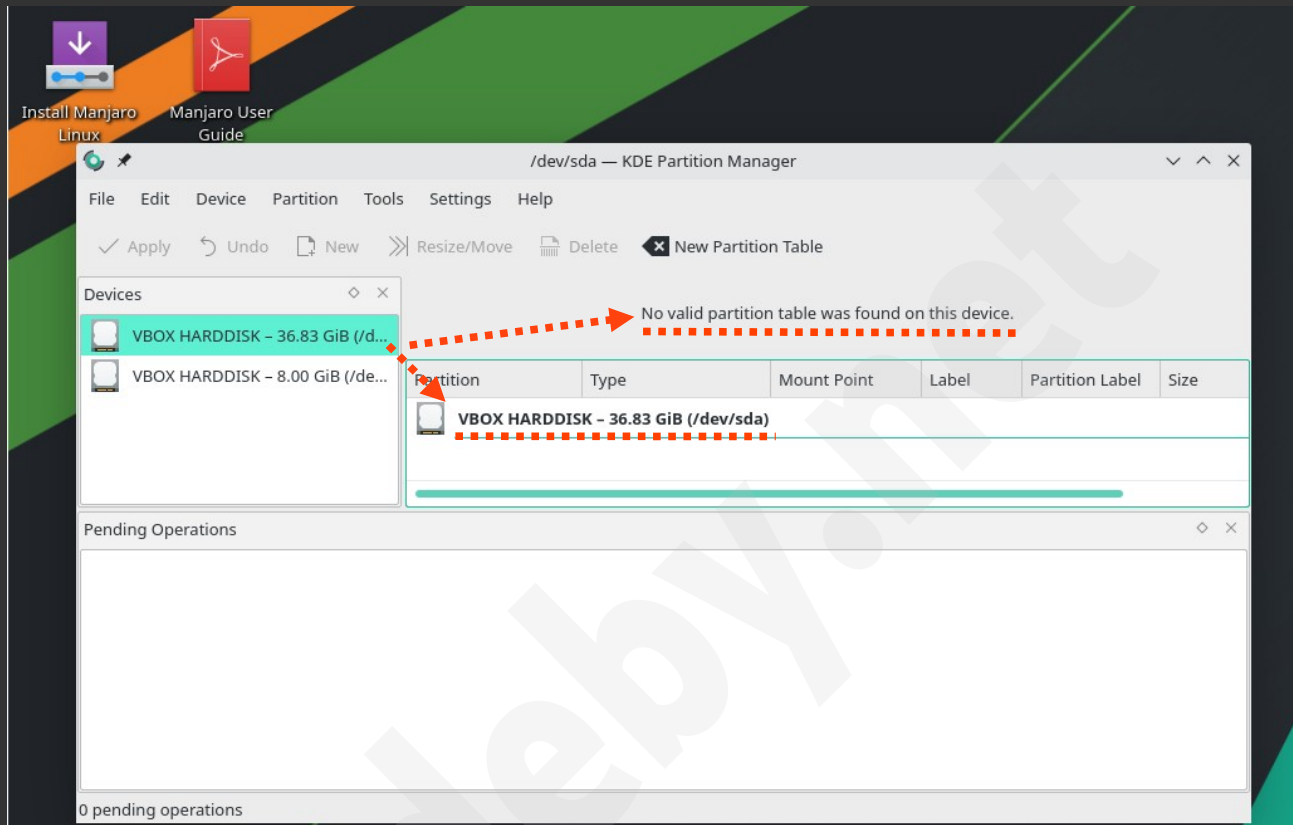 Install Manjaro
Linux
Manjaro User
Guide
/dev/sda — KDE Partition Manager
File Edit Device Partition Tools Settings Help
Apply Undo New Resize/Move Delete New Partition Table
Devices
No valid partition table was found on this device.
VBOX HARDDISK – 36.83 GiB (/d...
VBOX HARDDISK – 8.00 GiB (/de...
Partition Type Mount Point Label Partition Label Size
VBOX HARDDISK – 36.83 GiB (/dev/sda)
Pending Operations
0 pending operations
deby.net